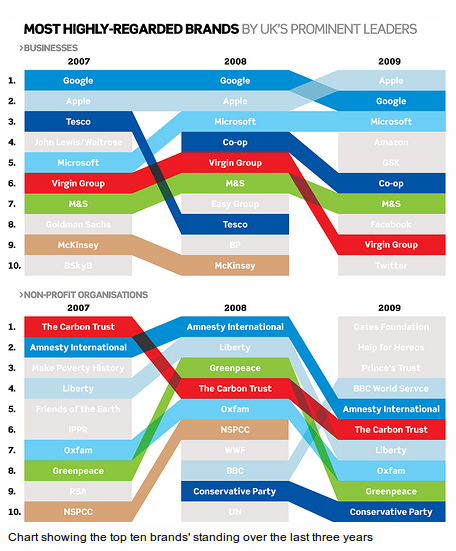 MOST HIGHLY-REGARDED BRANDS BY UK'S PROMINENT LEADERS
>BUSINESSES
2007 2008 2009
1. Google Google Apple
2. Apple Apple Google
3. Tesco Microsoft Microsoft
4. John Lewis/Waitrose Co-op Amazon
5. Microsoft Virgin Group GSK
6. Virgin Group M&S Co-op
7. M&S Easy Group M&S
8. Goldman Sachs Tesco Facebook
9. McKinsey BP Virgin Group
10. BSkyB McKinsey Twitter
>NON-PROFIT ORGANISATIONS
2007 2008 2009
1. The Carbon Trust Amnesty International Gates Foundation
2. Amnesty International Liberty Help for Hereos
3. Make Poverty History Greenpeace Prince's Trust
4. Liberty The Carbon Trust BBC World Servce
5. Friends of the Earth Oxfam Amnesty International
6. IPPR NSPCC The Carbon Trust
7. Oxfam WWF Liberty
8. Greenpeace BBC Oxfam
9. RSA Conservative Party Greenpeace
10. NSPCC UN Conservative Party
Chart showing the top ten brands' standing over the last three years